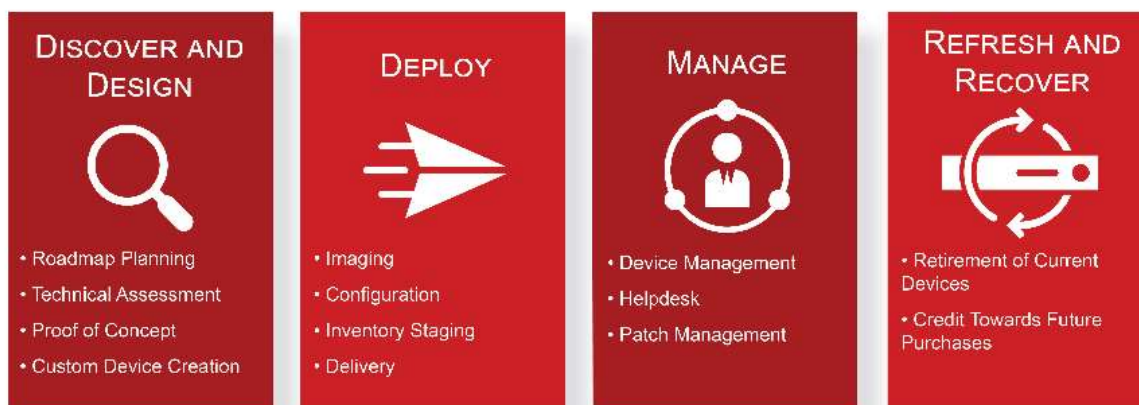 DISCOVER AND
DESIGN
• Roadmap Planning
• Technical Assessment
• Proof of Concept
• Custom Device Creation
DEPLOY
• Imaging
• Configuration
• Inventory Staging
• Delivery
MANAGE
• Device Management
• Helpdesk
• Patch Management
REFRESH AND
RECOVER
• Retirement of Current
Devices
• Credit Towards Future
Purchases